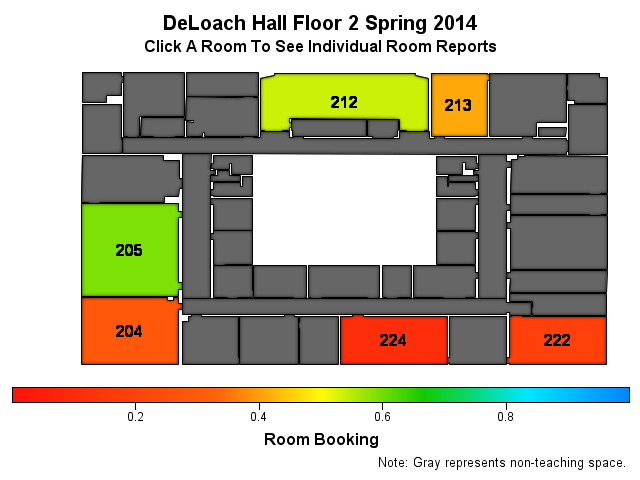 DeLoach Hall Floor 2 Spring 2014
Click A Room To See Individual Room Reports
212
213
205
204
224
222
0.2
0.4
0.6
0.8
Room Booking
Note: Gray represents non-teaching space.